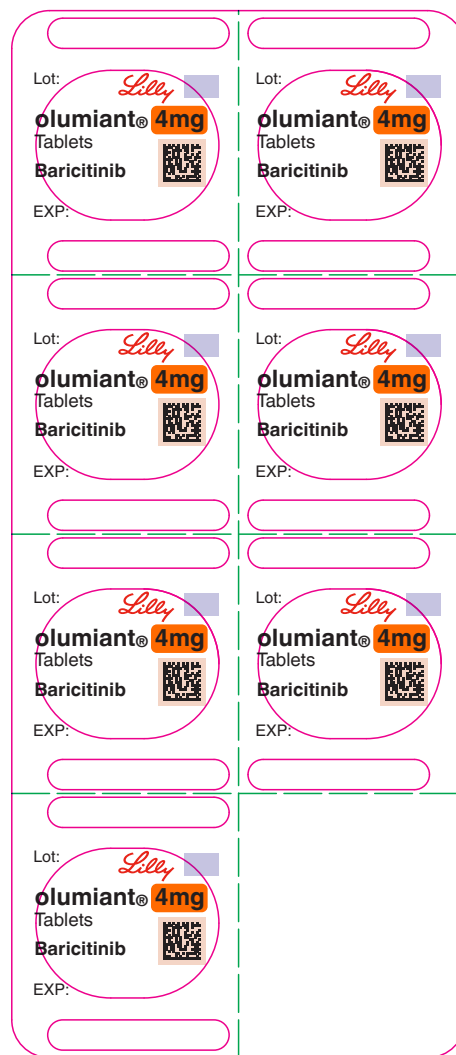 Lot: Lilly
olumiant® 4mg
Tablets
Baricitinib
EXP:
Lot: Lilly
olumiant® 4mg
Tablets
Baricitinib
EXP:
Lot: Lilly
olumiant® 4mg
Tablets
Baricitinib
EXP:
Lot: Lilly
olumiant® 4mg
Tablets
Baricitinib
EXP:
Lot: Lilly
olumiant® 4mg
Tablets
Baricitinib
EXP:
Lot: Lilly
olumiant® 4mg
Tablets
Baricitinib
EXP:
Lot: Lilly
olumiant® 4mg
Tablets
Baricitinib
EXP: